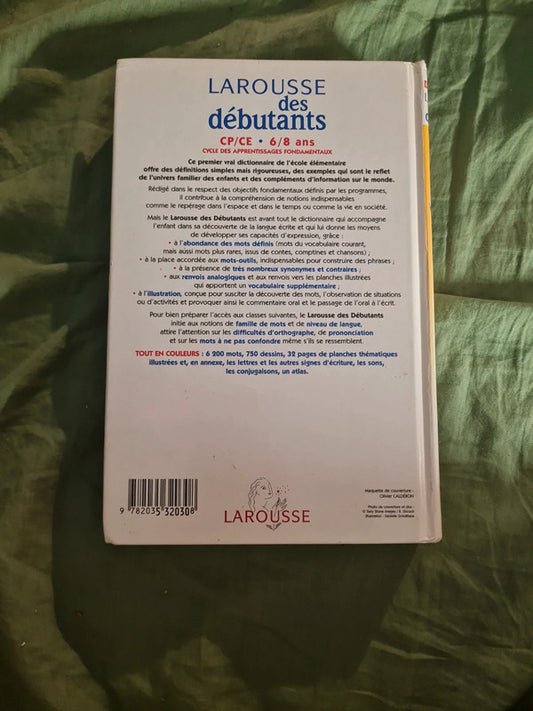 LAROUSSE
des
débutants
CP/CE • 6/8 ans
CYCLE DES APPRENTISSAGES FONDAMENTAUX
Ce premier vrai dictionnaire de l'école élémentaire
offre des définitions simples mais rigoureuses, des exemples qui sont le reflet
de l'univers familier des enfants et des compléments d'information sur le monde.
Rédigé dans le respect des objectifs fondamentaux définis par les programmes,
il contribue à la compréhension de notions indispensables
comme le repérage dans l'espace et dans le temps ou comme la vie en société.
Mais le Larousse des Débutants est avant tout le dictionnaire qui accompagne
l'enfant dans sa découverte de la langue écrite et qui lui donne les moyens
de développer ses capacités d'expression, grâce :
• à l'abondance des mots définis (mots du vocabulaire courant,
mais aussi mots plus rares, issus de contes, comptines et chansons) ;
• à la place accordée aux mots-outils, indispensables pour construire des phrases ;
• à la présence de très nombreux synonymes et contraires ;
• aux renvois analogiques et aux renvois vers les planches illustrées
qui apportent un vocabulaire supplémentaire ;
• à l'illustration, conçue pour susciter la découverte des mots, l'observation de situations
ou d'activités et provoquer ainsi le commentaire oral et le passage de l'oral à l'écrit.
Pour bien préparer l'accès aux classes suivantes, le Larousse des Débutants
initie aux notions de famille de mots et de niveau de langue,
attire l'attention sur les difficultés d'orthographe, de prononciation
et sur les mots à ne pas confondre même s'ils se ressemblent.
TOUT EN COULEURS : 6 200 mots, 750 dessins, 32 pages de planches thématiques
illustrées et, en annexe, les lettres et les autres signes d'écriture, les sons,
les conjugaisons, un atlas.
Maquette de couverture :
Olivier CALDERON
Photo de couverture et dos :
9 782035 320308
LAROUSSE